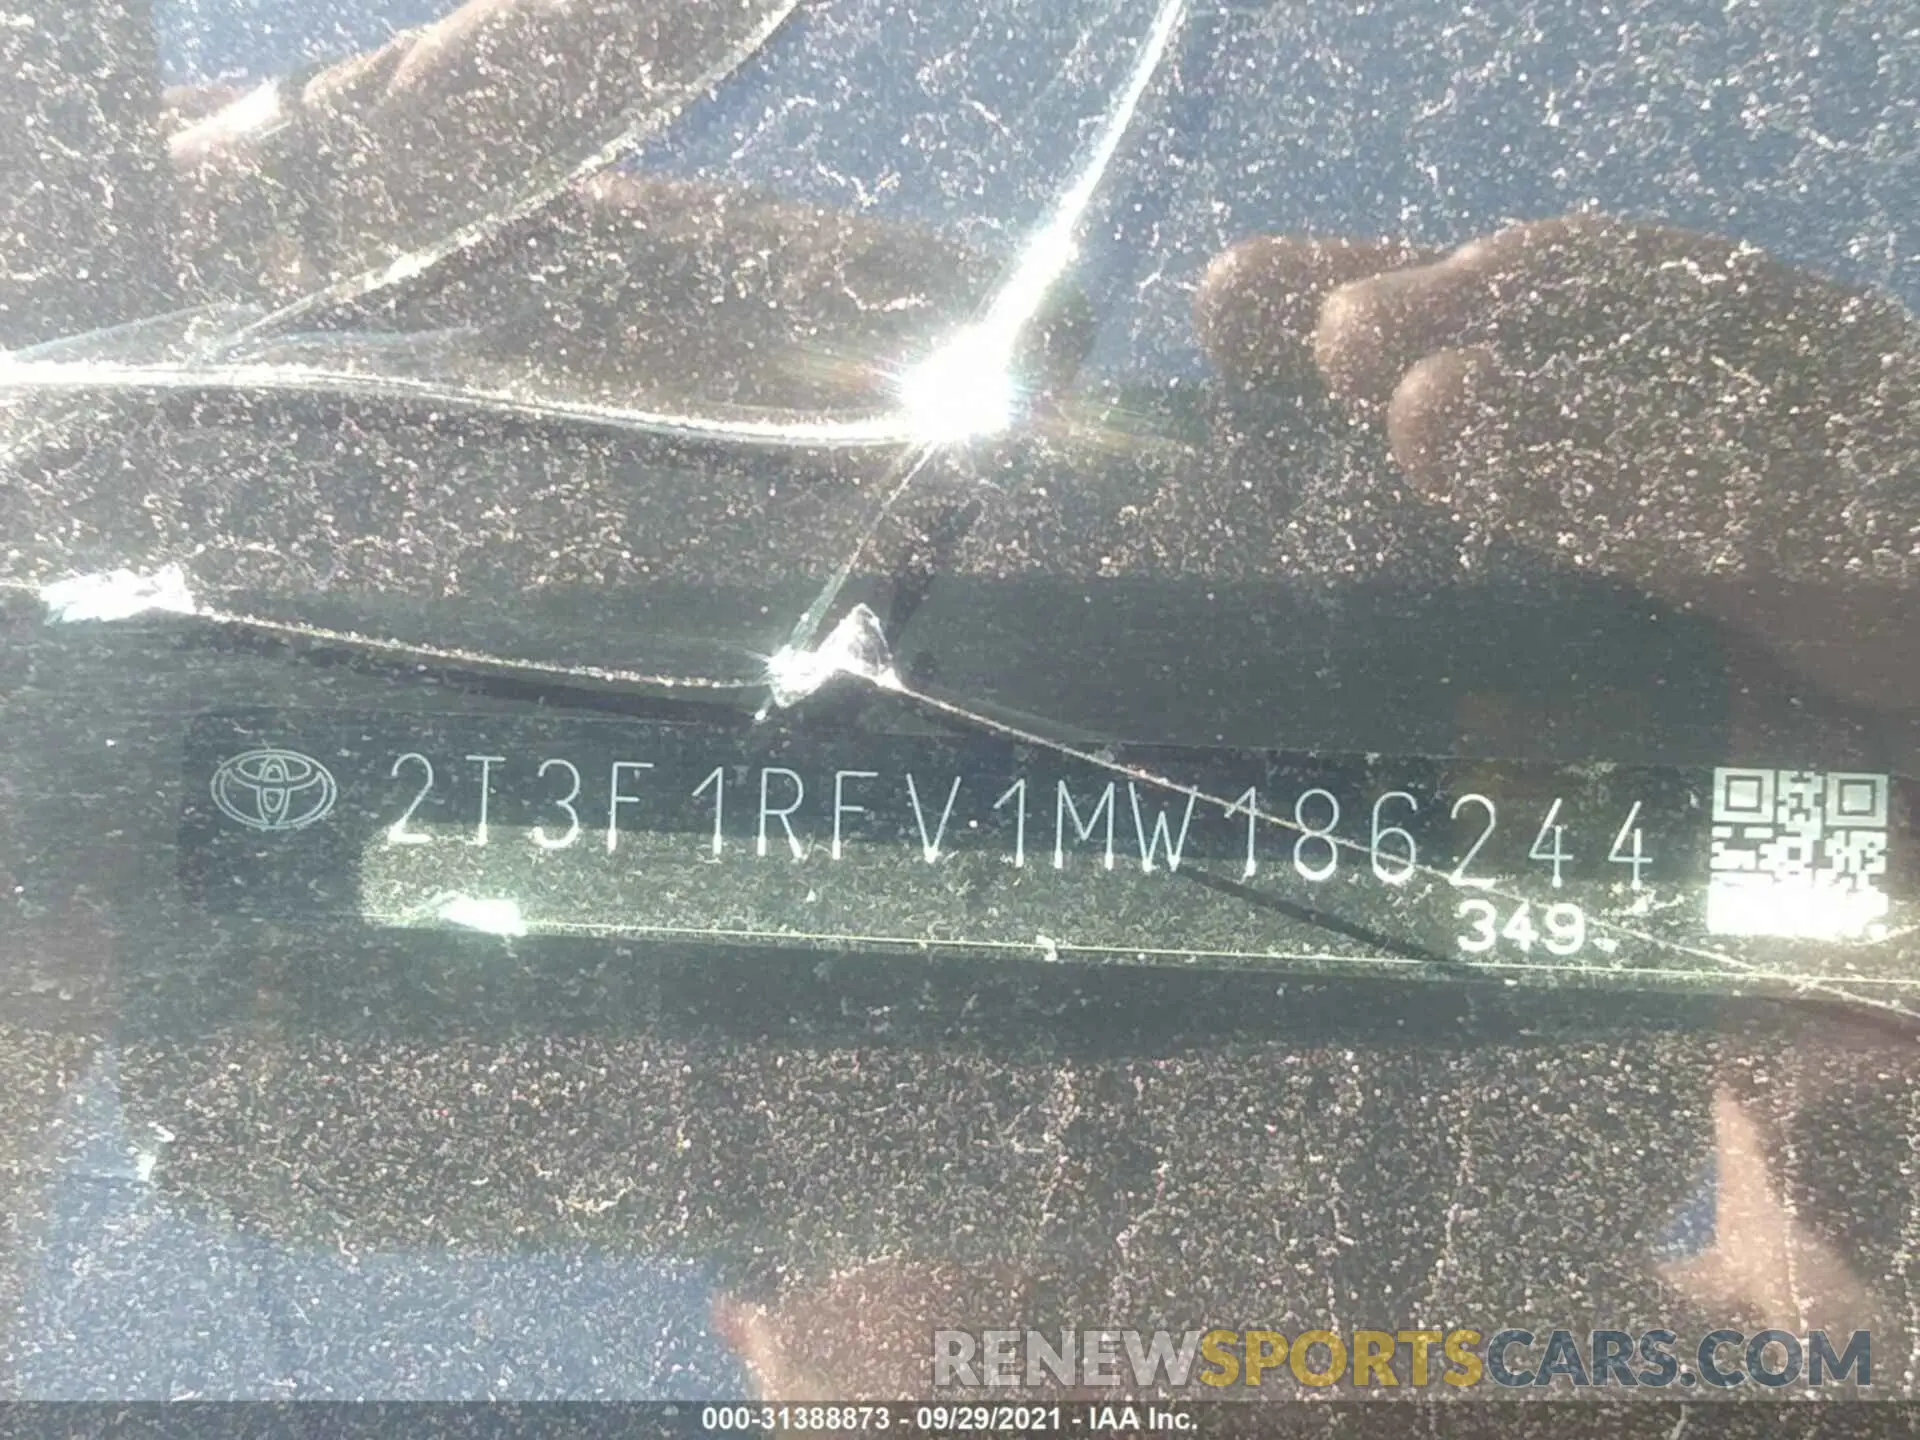 2T3F1RFV1MW186244
349
RENEWSPORTSCARS.COM
000-31388873 - 09/29/2021 - IAA Inc.